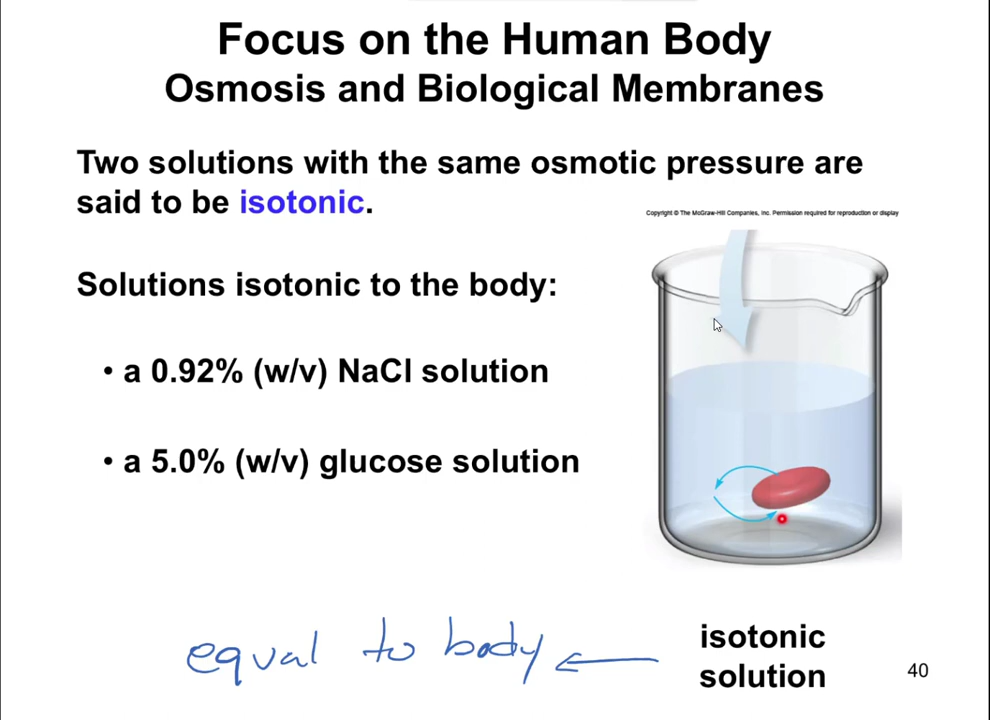 Focus on the Human Body
Osmosis and Biological Membranes
Two solutions with the same osmotic pressure are
said to be isotonic.
Copyright © The McGraw-Hill Companies, Inc. Permission required for reproduction or display
Solutions isotonic to the body:
• a 0.92% (w/v) NaCl solution
• a 5.0% (w/v) glucose solution
equal to body
isotonic
solution
40